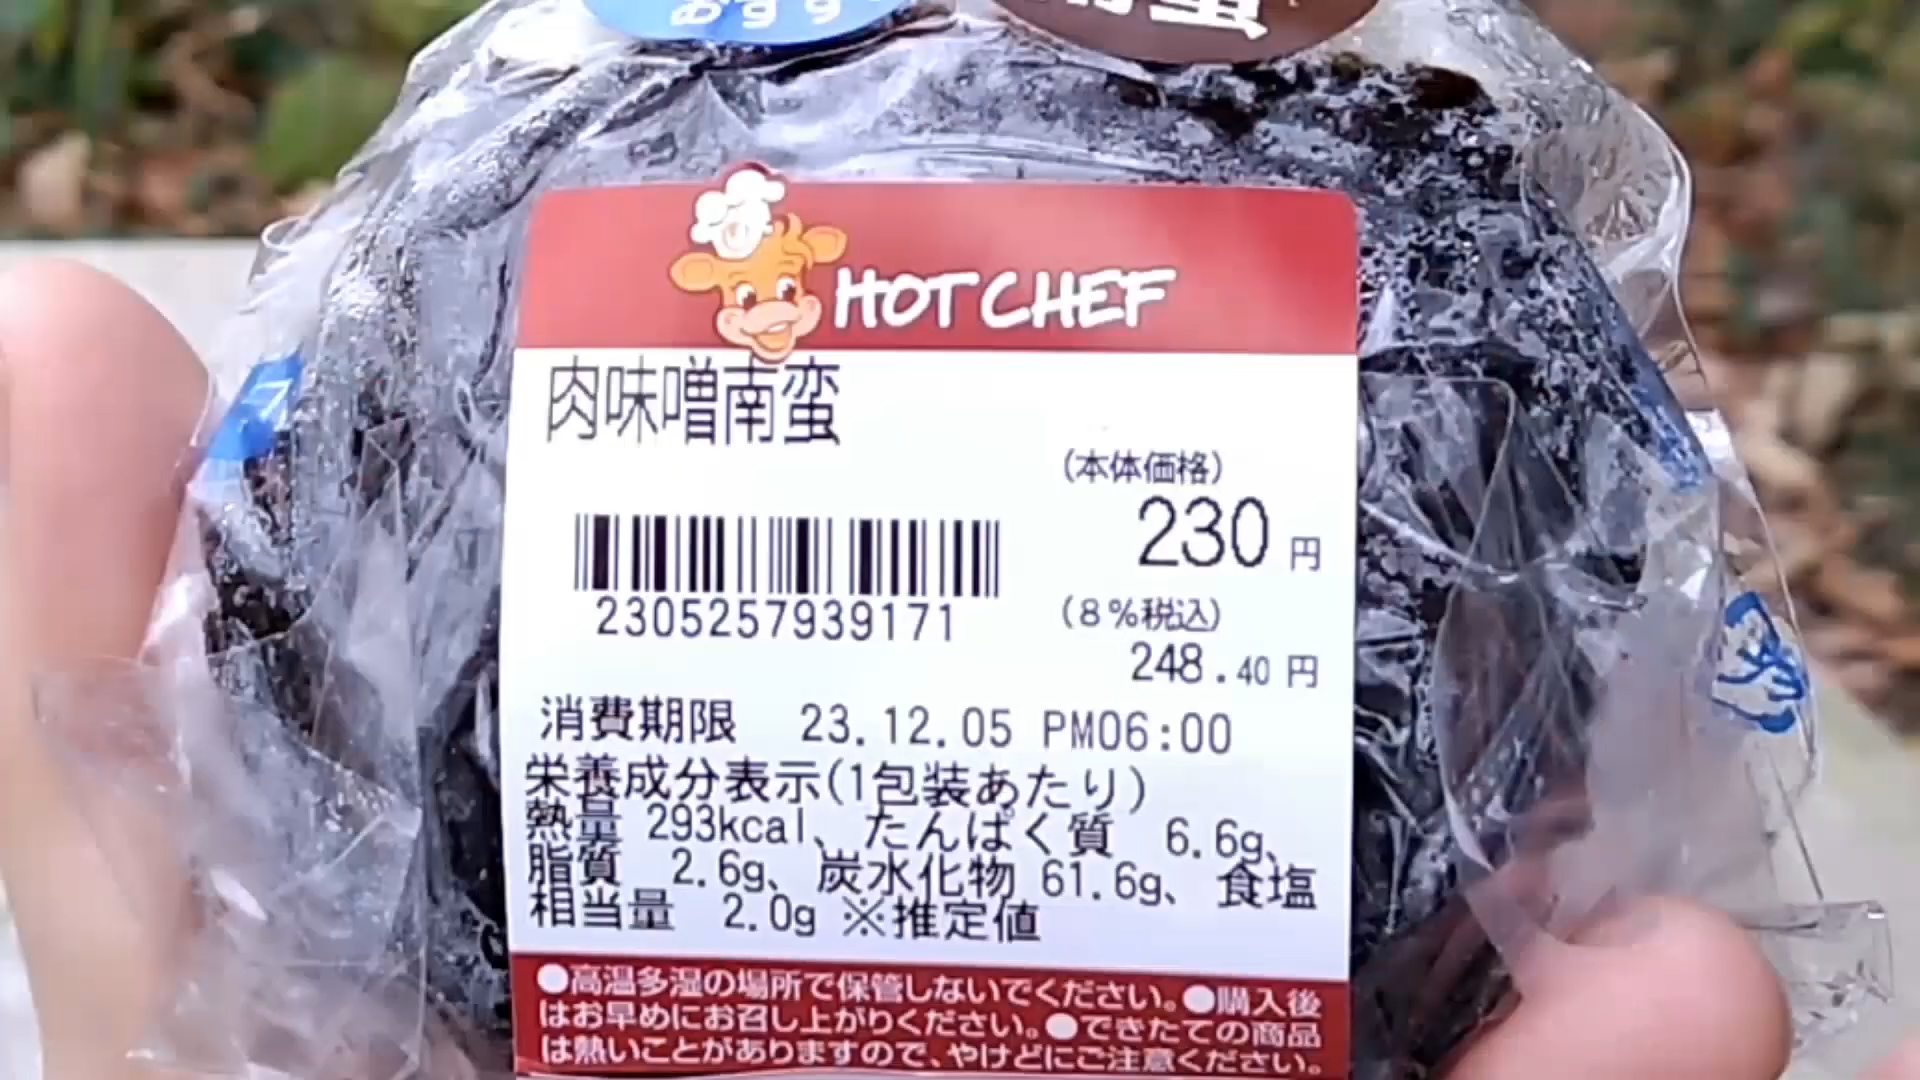 おすす
南蛮
HOT CHEF
肉味噌南蛮
(本体価格)
230 円
2305257939171
(8%税込)
248.40 円
消費期限 23.12.05 PM06:00
栄養成分表示(1包装あたり)
熱量 293kcal、たんぱく質 6.6g、
脂質 2.6g、炭水化物 61.6g、食塩
相当量 2.0g ※推定値
●高温多湿の場所で保管しないでください。●購入後
はお早めにお召し上がりください。●できたての商品
は熱いことがありますので、やけどにご注意ください。